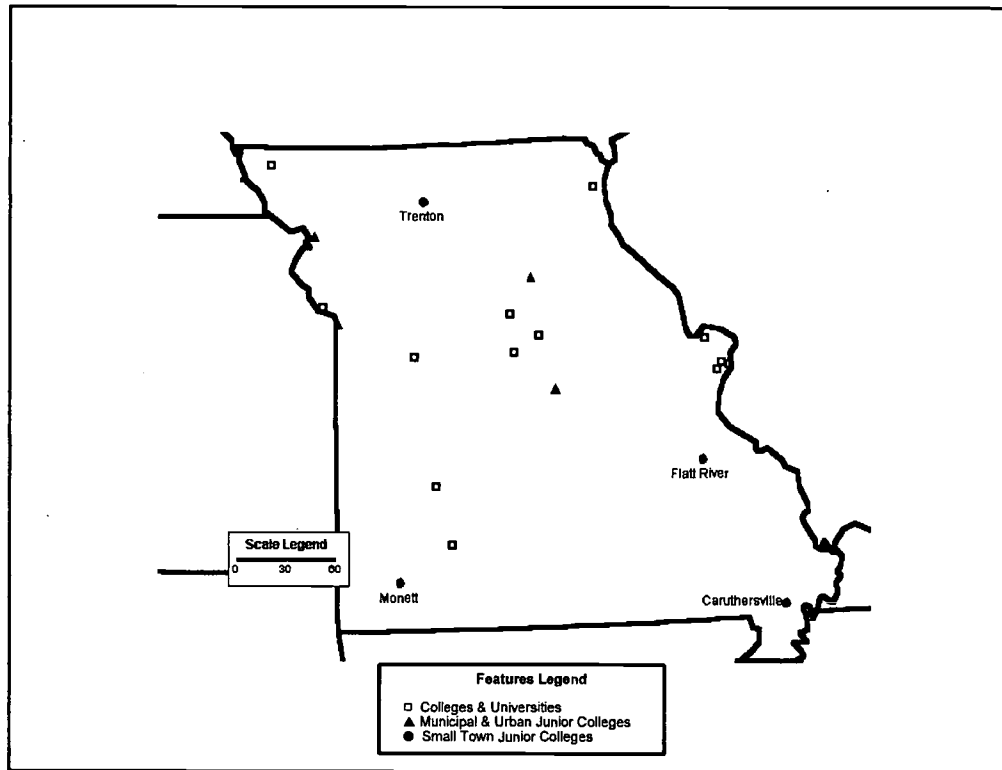 Trenton
Flatt River
Scale Legend
0 30 60
Monett
Caruthersville
Features Legend
Colleges & Universities
Municipal & Urban Junior Colleges
Small Town Junior Colleges